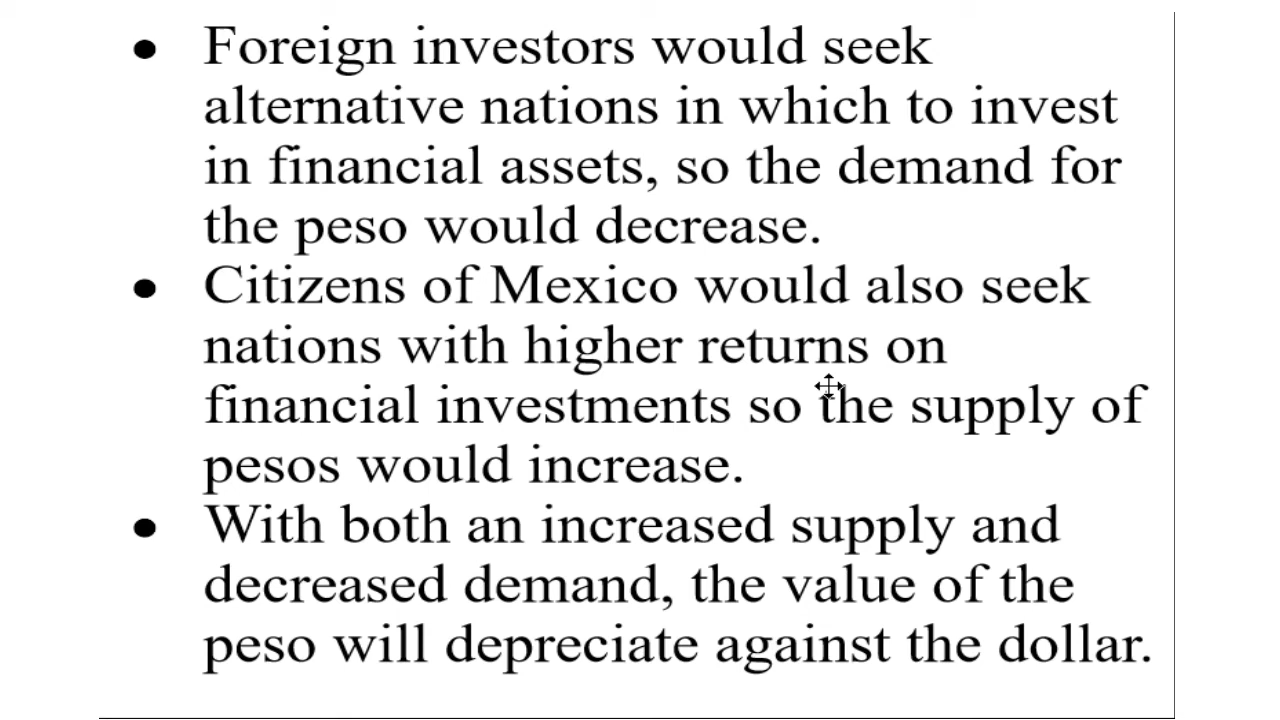 ● Foreign investors would seek
alternative nations in which to invest
in financial assets, so the demand for
the peso would decrease.
● Citizens of Mexico would also seek
nations with higher returns on
financial investments so the supply of
pesos would increase.
● With both an increased supply and
decreased demand, the value of the
peso will depreciate against the dollar.